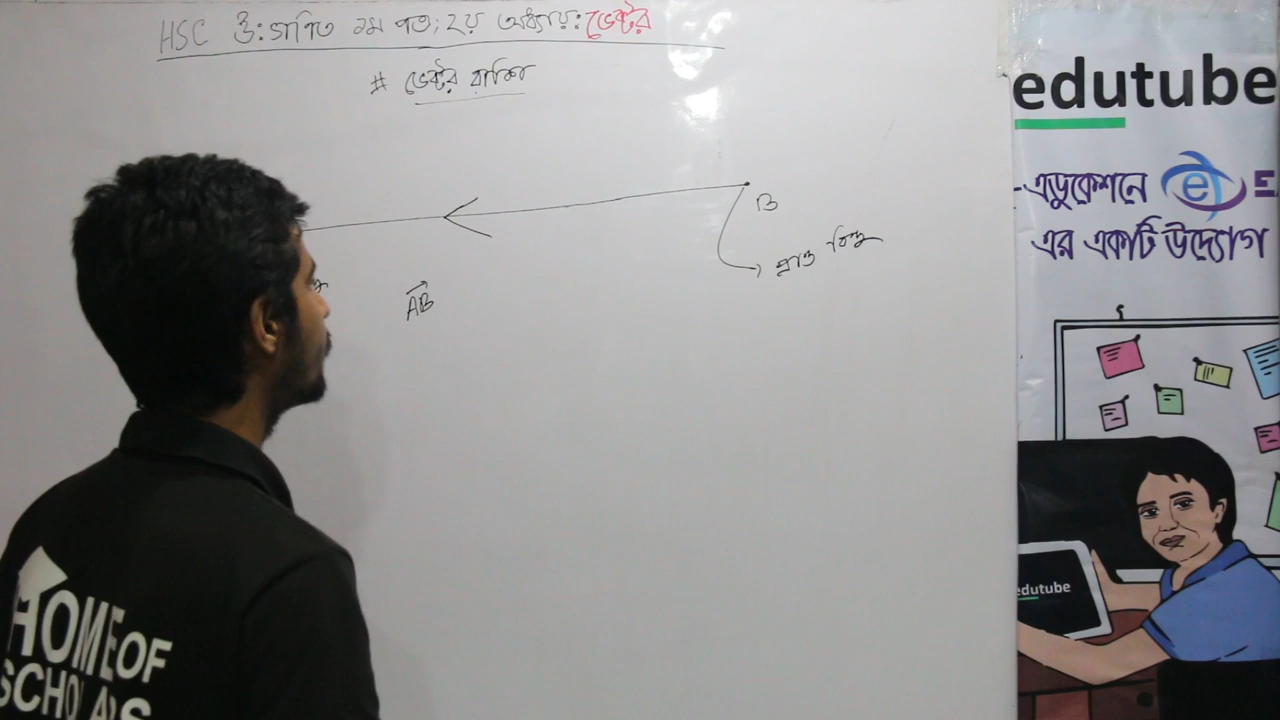 HSC উঃগণিত ১ম পত্র; ২য় অধ্যায়: ভেক্টর
# ভেক্টর রাশি
B
প্রান্ত বিন্দু
AB
edutube
-এডুকেশনে
এর একটি উদ্যোগ
edutube
HOME OF
SCHOLARS